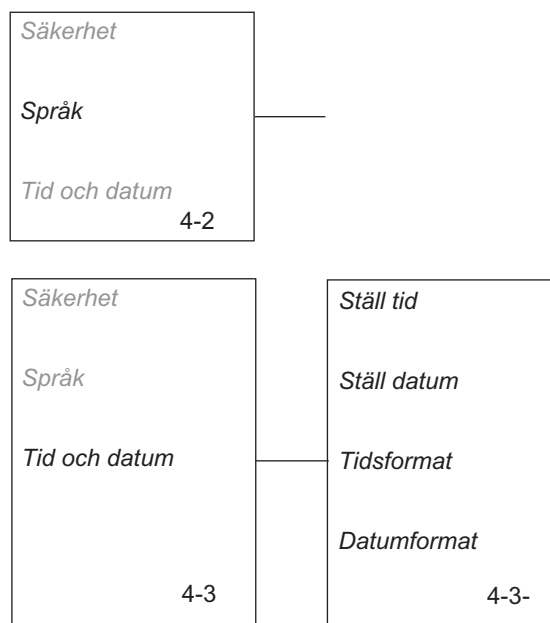 Säkerhet
Språk
Tid och datum
4-2
Säkerhet
Språk
Tid och datum
4-3
Ställ tid
Ställ datum
Tidsformat
Datumformat
4-3-